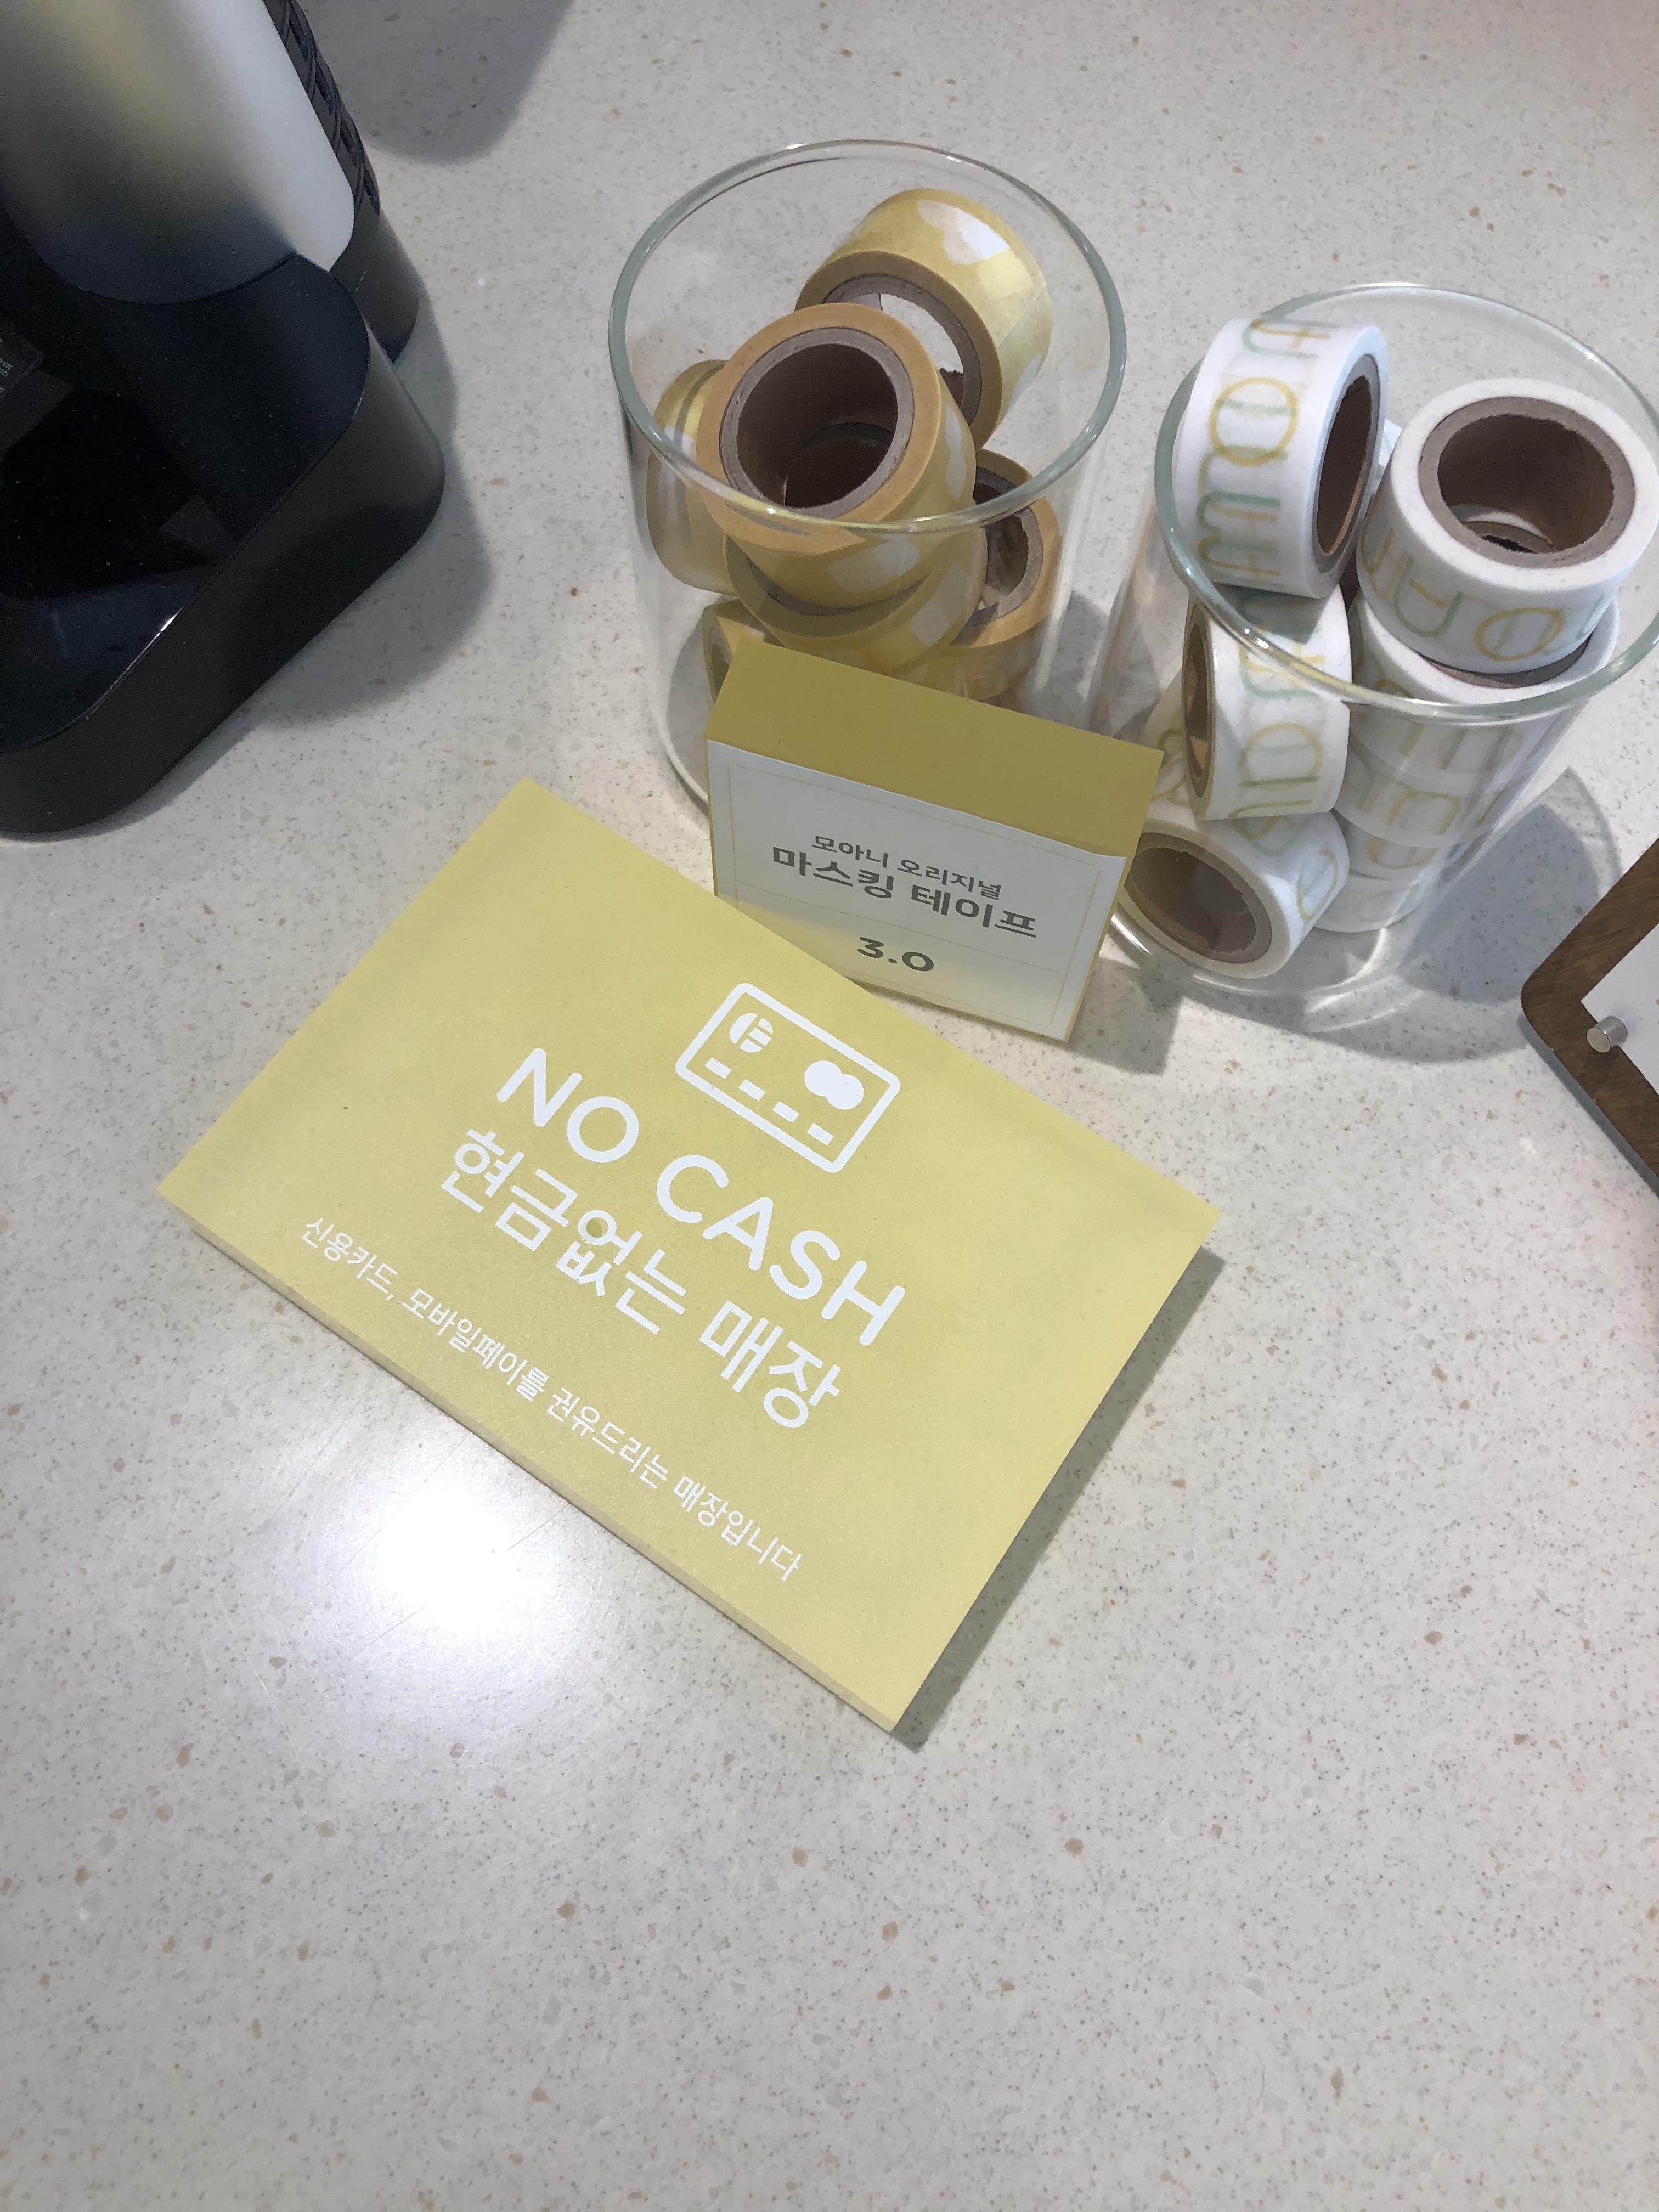 모아니 오리지널
마스킹 테이프
3.0
NO CASH
현금없는 매장
신용카드, 모바일페이를 권유드리는 매장입니다